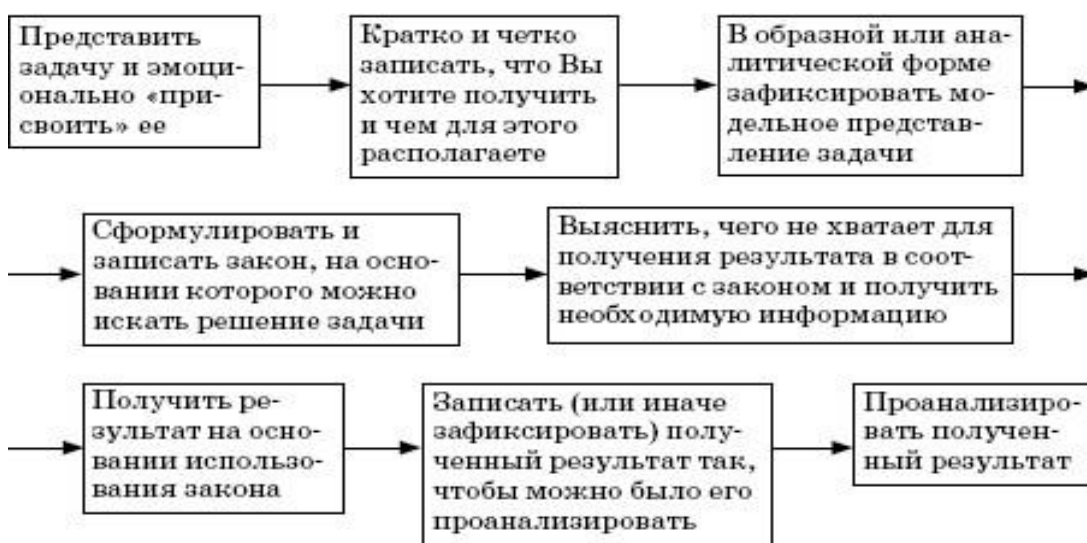 Представить
задачу и эмоци-
онально «при-
своить» ее
Кратко и четко
записать, что Вы
хотите получить
и чем для этого
располагаете
В образной или ана-
литической форме
зафиксировать мо-
дельное представ-
ление задачи
Сформулировать и
записать закон, на осно-
вании которого можно
искать решение задачи
Выяснить, чего не хватает для
получения результата в соот-
ветствии с законом и получить
необходимую информацию
Получить ре-
зультат на осно-
вании использо-
вания закона
Записать (или иначе
зафиксировать) полу-
ченный результат так,
чтобы можно было его
проанализировать
Проанализиро-
вать получен-
ный результат